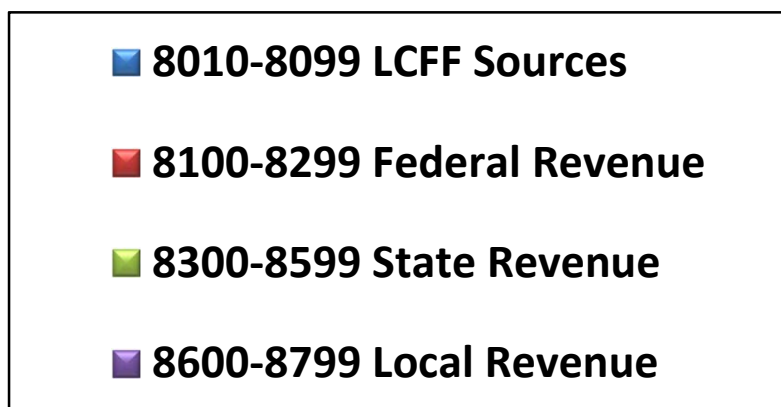 8010-8099 LCFF Sources
8100-8299 Federal Revenue
8300-8599 State Revenue
8600-8799 Local Revenue